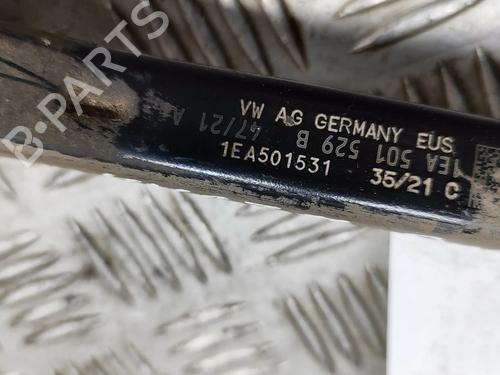 B-PARTS
VW AG GERMANY EUS
1EA 501 529 B 47/21 A
1EA501531
35/21 C